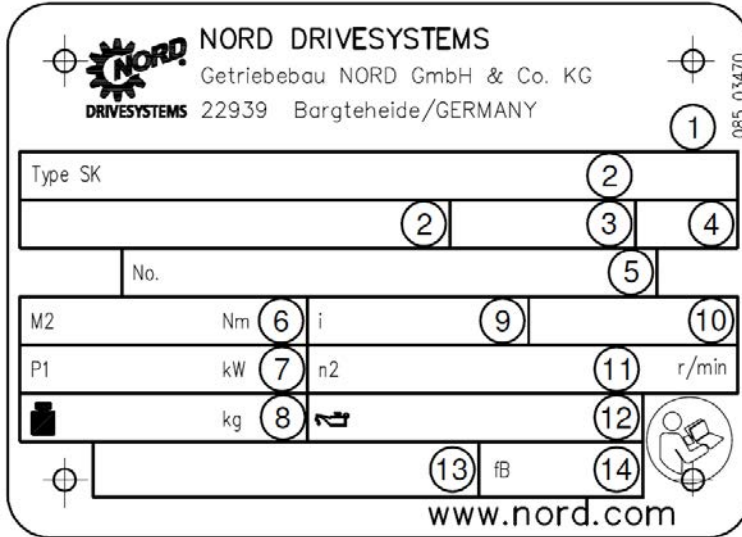 NORD
DRIVESYSTEMS
NORD DRIVESYSTEMS
Getriebebau NORD GmbH & Co. KG
22939 Bargteheide/GERMANY
085 03470
1
Type SK 2
2 3 4
No. 5
M2 Nm 6 i 9 10
P1 kW 7 n2 11 r/min
kg 8 12
13 fB 14
www.nord.com